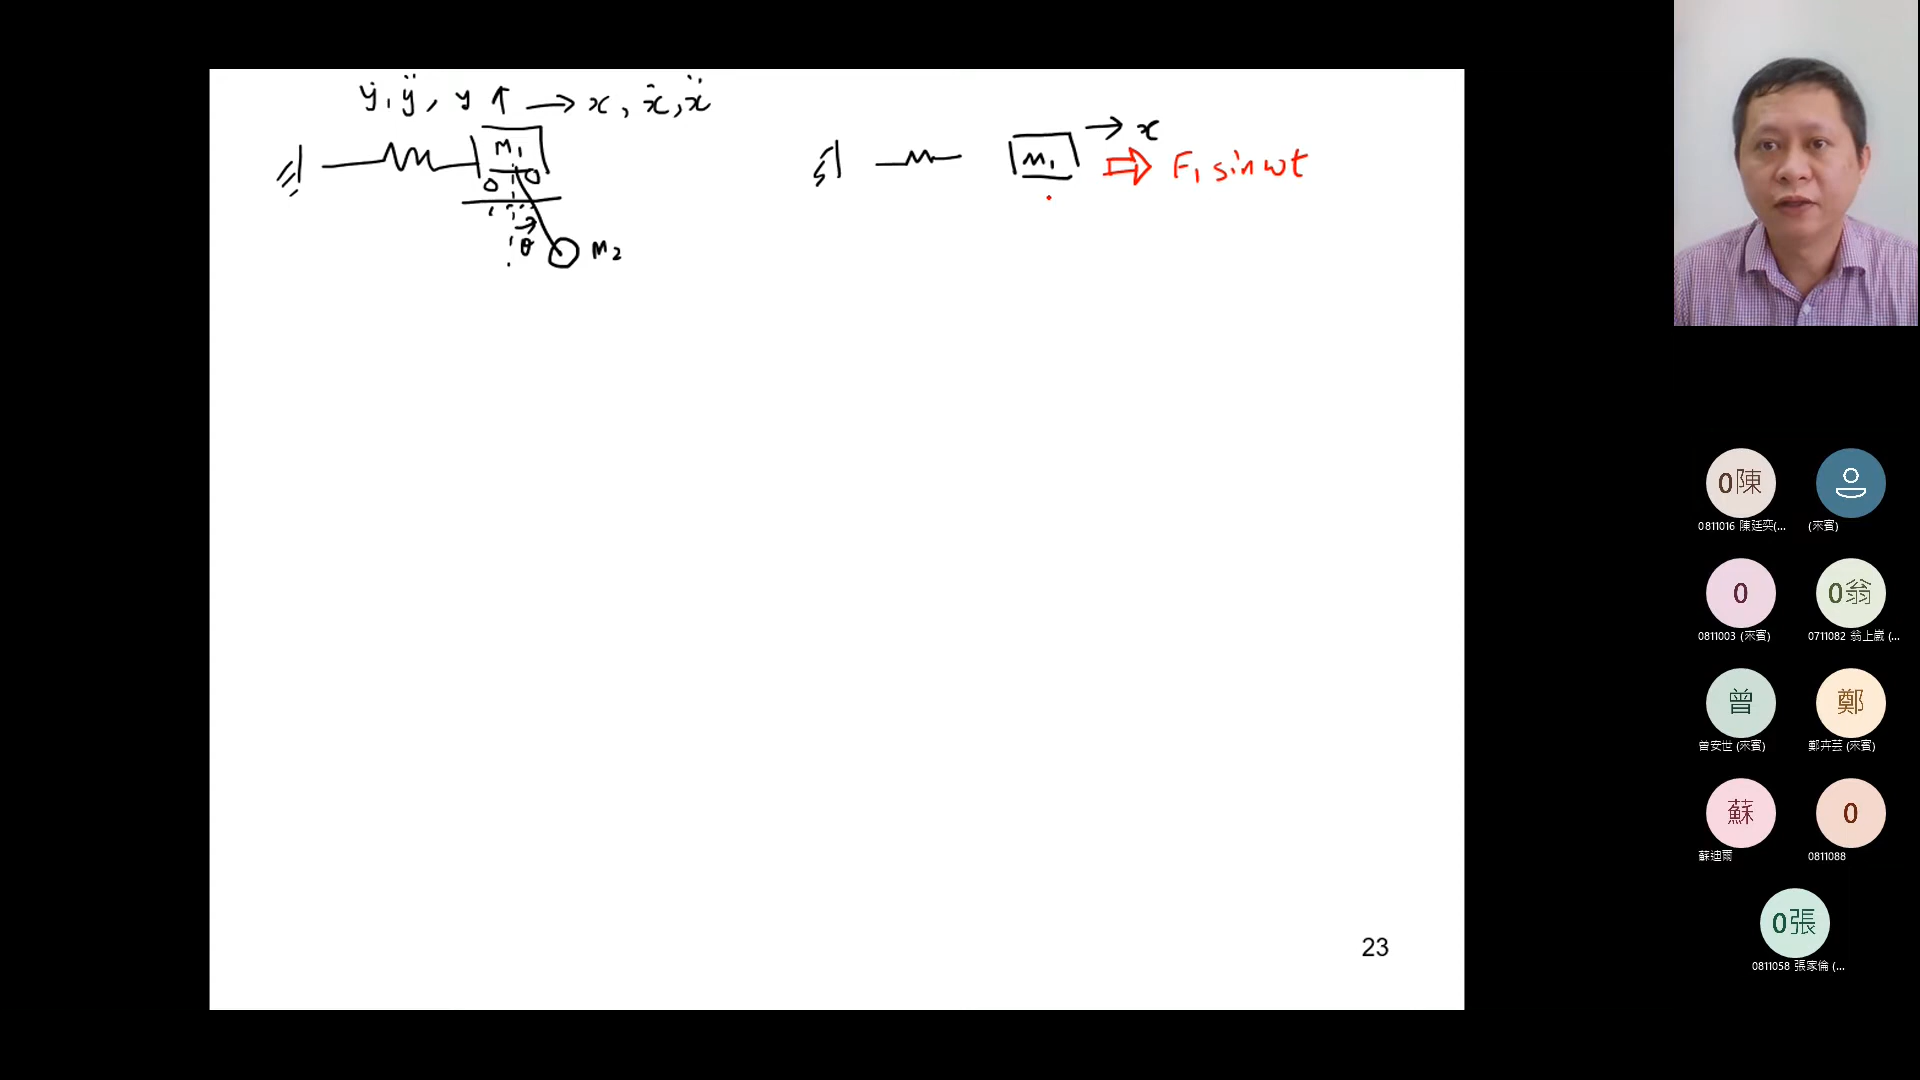 ẏ, ÿ, y ↑ → x, ẋ, ẍ
M₁
θ
M₂
→ x
M₁ ⇒ F₁ sin ωt
23
0陳
0811016 陳廷奕(...
(來賓)
0
0811003 (來賓)
0翁
0711082 翁上崴 (...
曾
曾安世 (來賓)
鄭
鄭卉芸 (來賓)
蘇
蘇迪爾
0
0811088
0張
0811058 張家倫 (...